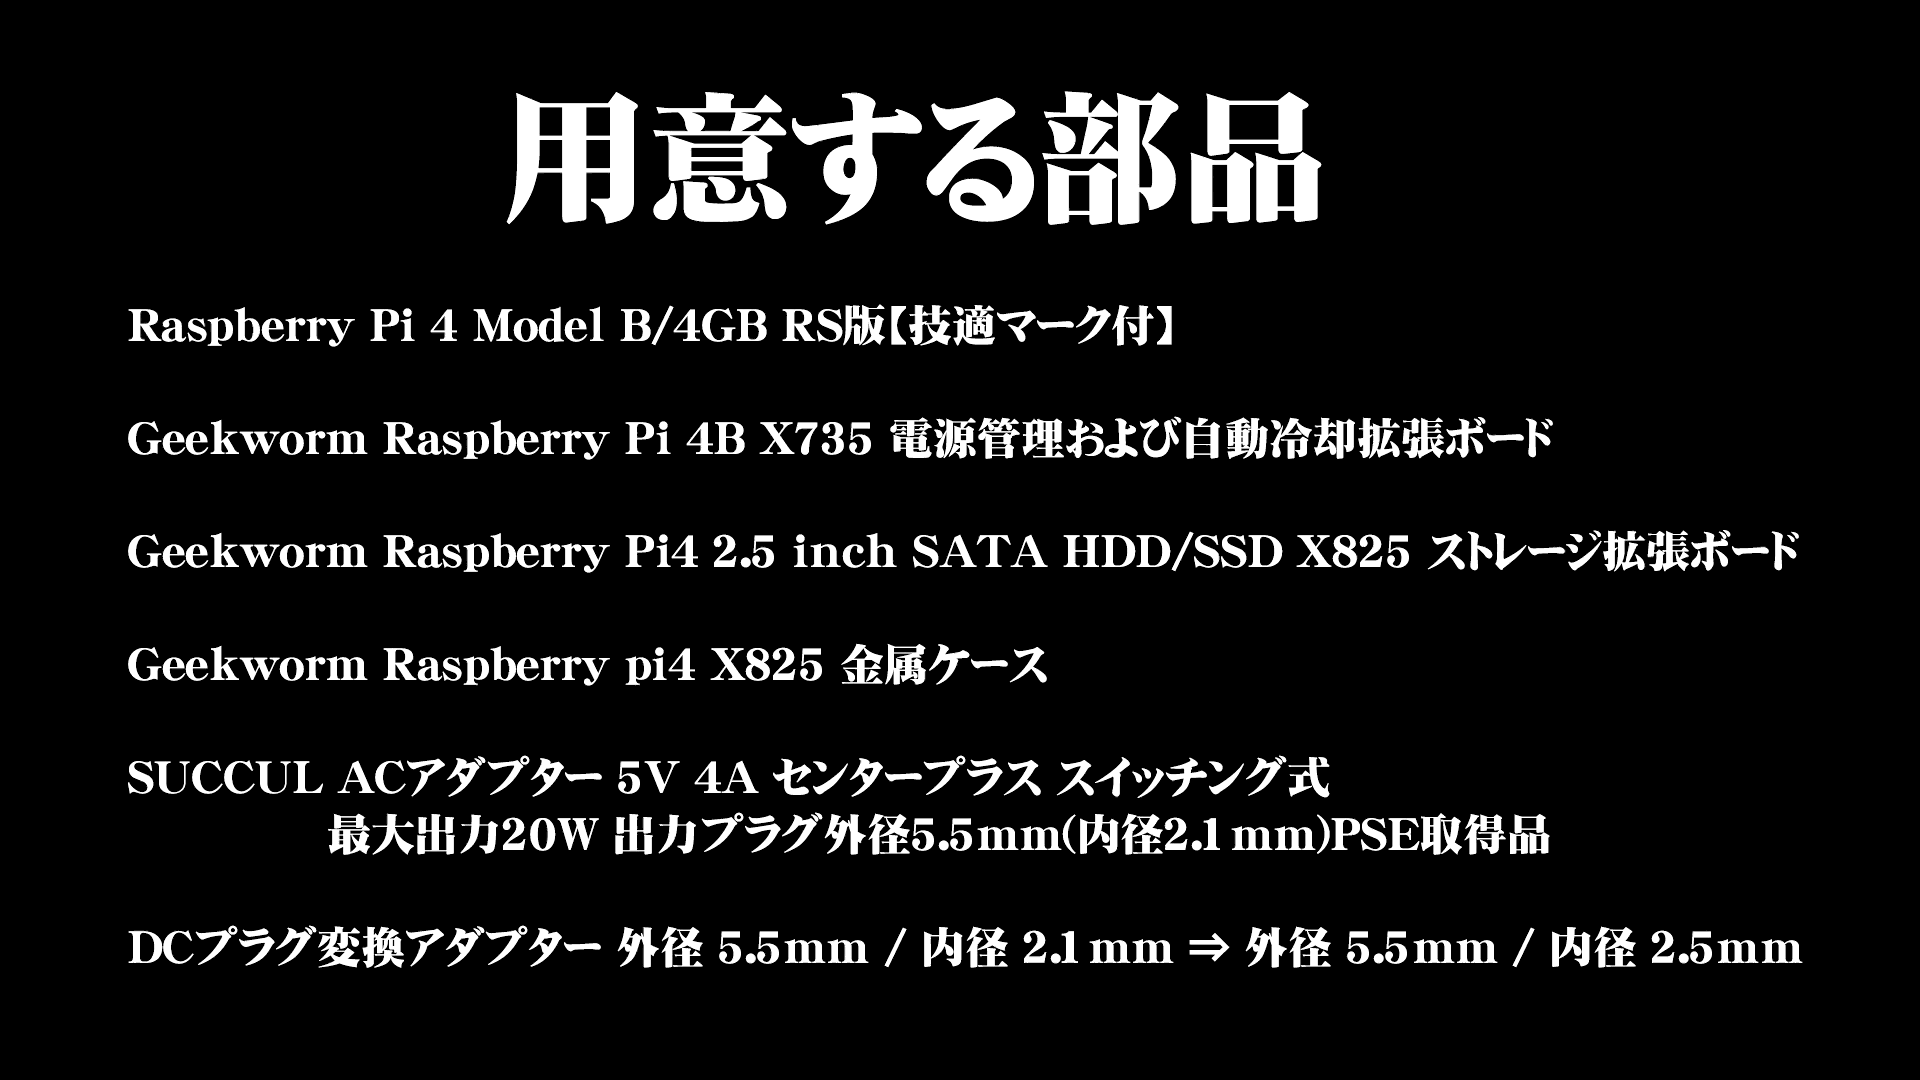 用意する部品
Raspberry Pi 4 Model B/4GB RS版【技適マーク付】
Geekworm Raspberry Pi 4B X735 電源管理および自動冷却拡張ボード
Geekworm Raspberry Pi4 2.5 inch SATA HDD/SSD X825 ストレージ拡張ボード
Geekworm Raspberry pi4 X825 金属ケース
SUCCUL ACアダプター 5V 4A センタープラス スイッチング式
最大出力20W 出力プラグ外径5.5mm(内径2.1mm)PSE取得品
DCプラグ変換アダプター 外径 5.5mm / 内径 2.1mm ⇒ 外径 5.5mm / 内径 2.5mm